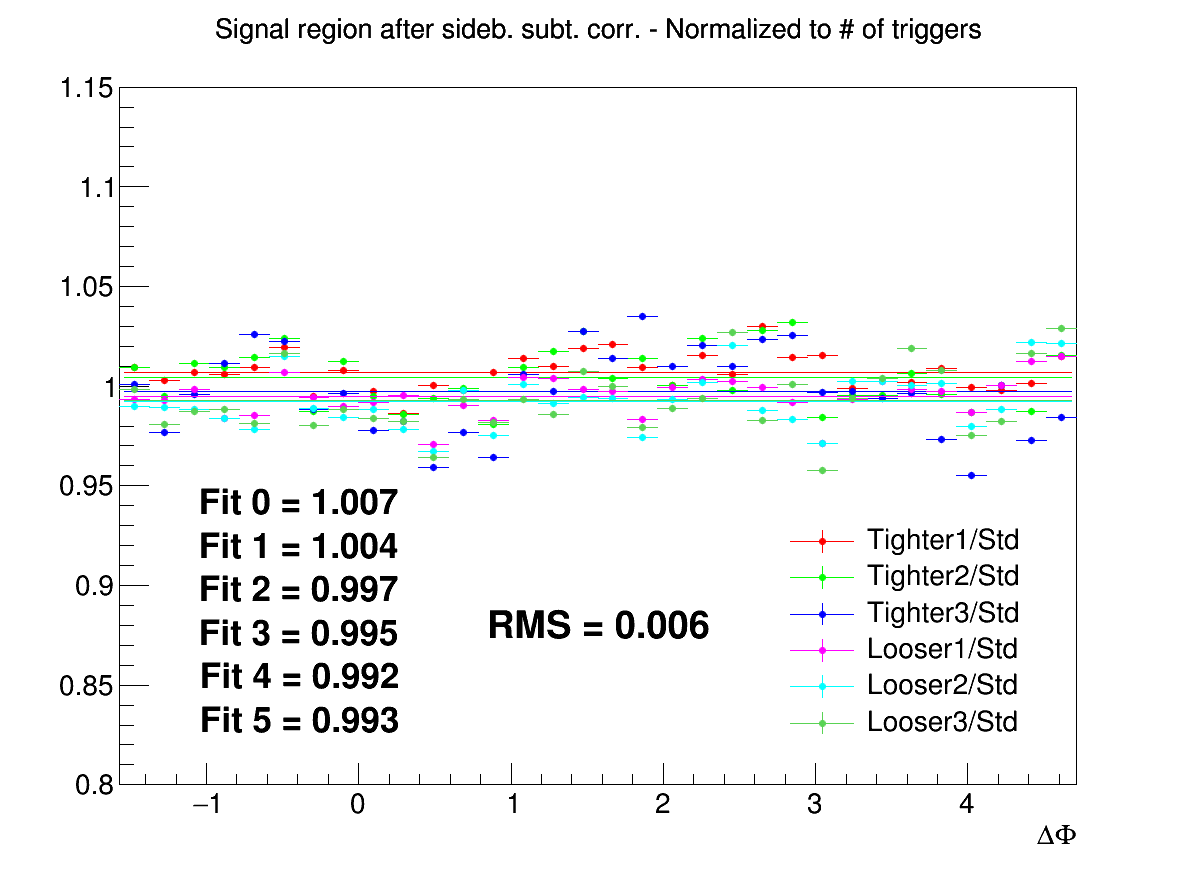 Signal region after sideb. subt. corr. - Normalized to # of triggers
1.15
1.1
1.05
1
0.95
0.9
0.85
0.8
Fit 0 = 1.007
Fit 1 = 1.004
Fit 2 = 0.997
Fit 3 = 0.995
Fit 4 = 0.992
Fit 5 = 0.993
RMS = 0.006
Tighter1/Std
Tighter2/Std
Tighter3/Std
Looser1/Std
Looser2/Std
Looser3/Std
−1 0 1 2 3 4
ΔΦ